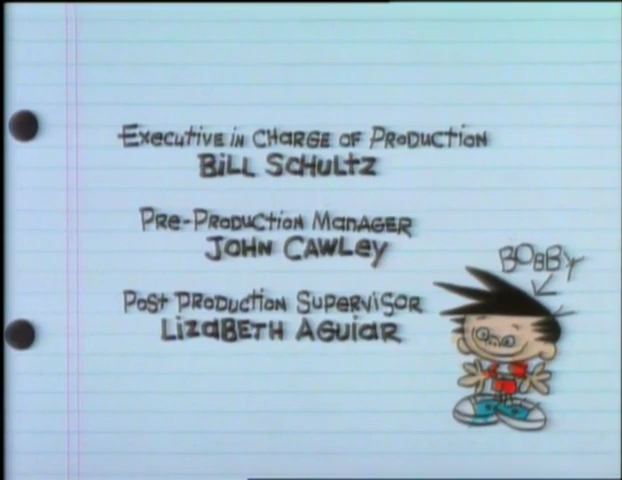 Executive in Charge of Production
Bill Schultz
Pre-Production Manager
John Cawley
Post Production Supervisor
Lizabeth Aguiar
Bobby